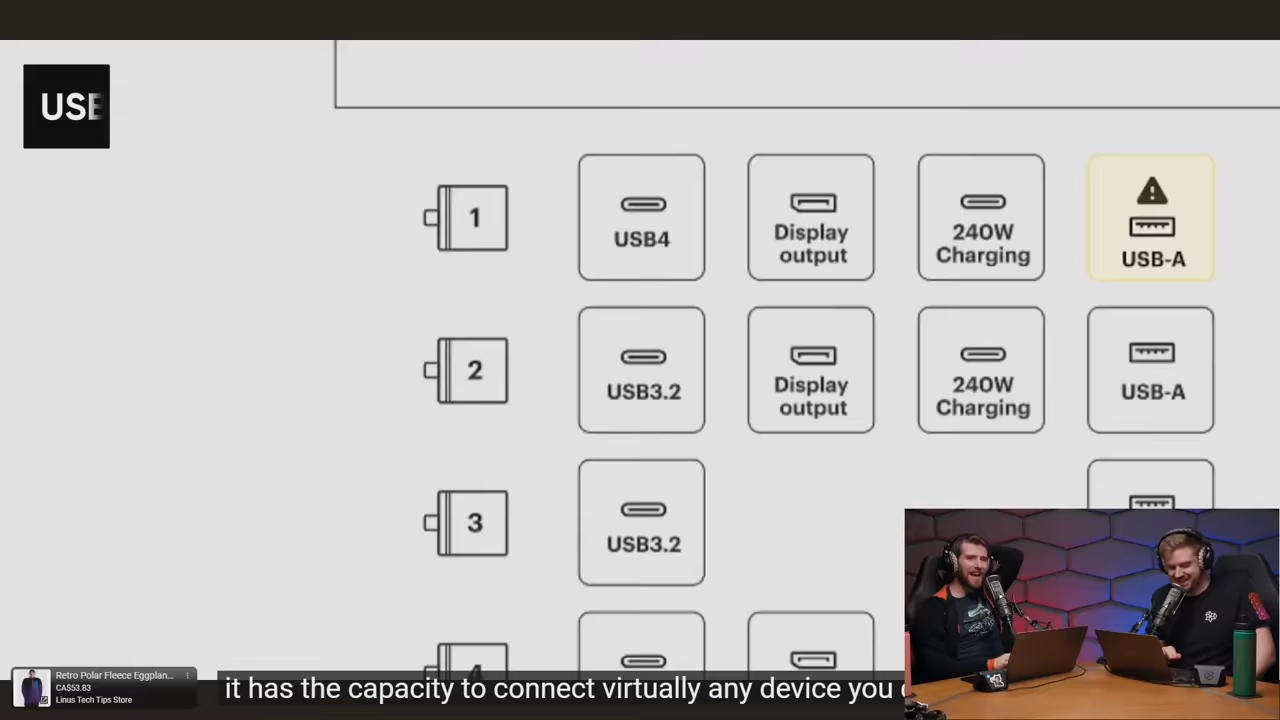 USB
1
USB4
Display
output
240W
Charging
USB-A
2
USB3.2
Display
output
240W
Charging
USB-A
3
USB3.2
4
it has the capacity to connect virtually any device you
Retro Polar Fleece Eggplan...
CA$53.83
Linus Tech Tips Store